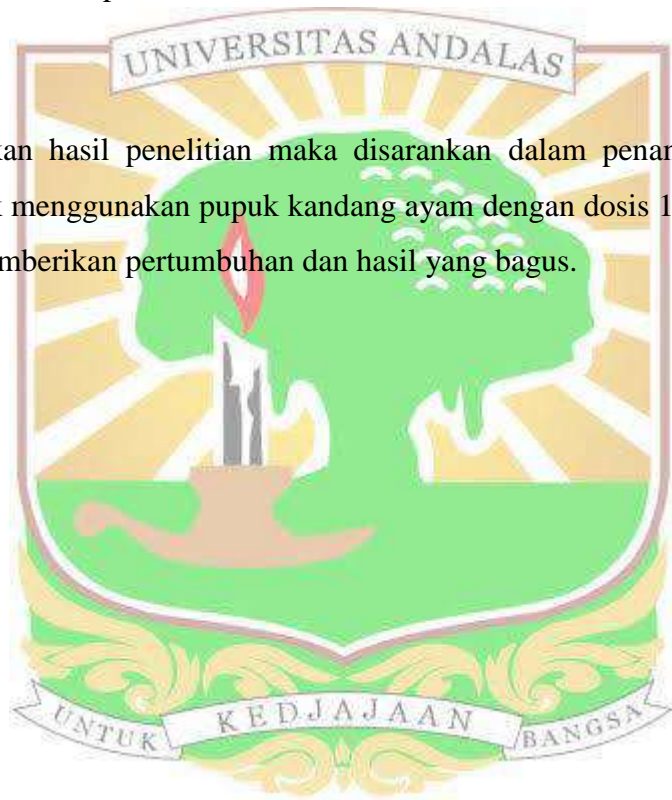 UNIVERSITAS ANDALAS
kan hasil penelitian maka disarankan dalam penan
k menggunakan pupuk kandang ayam dengan dosis 1
mberikan pertumbuhan dan hasil yang bagus.
UNTUK KEDJAJAAN BANGSA